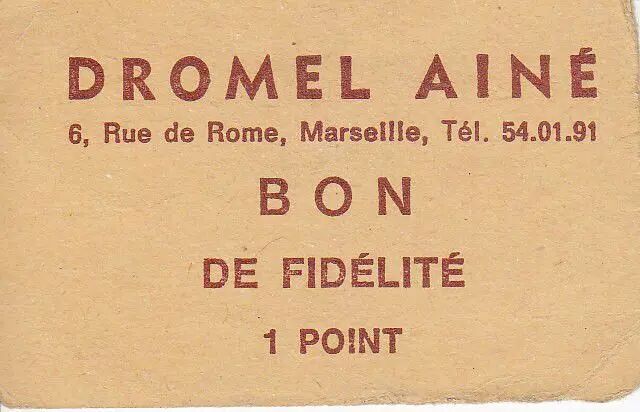 DROMEL AINÉ
6, Rue de Rome, Marseille, Tél. 54.01.91
BON
DE FIDÉLITÉ
1 POINT